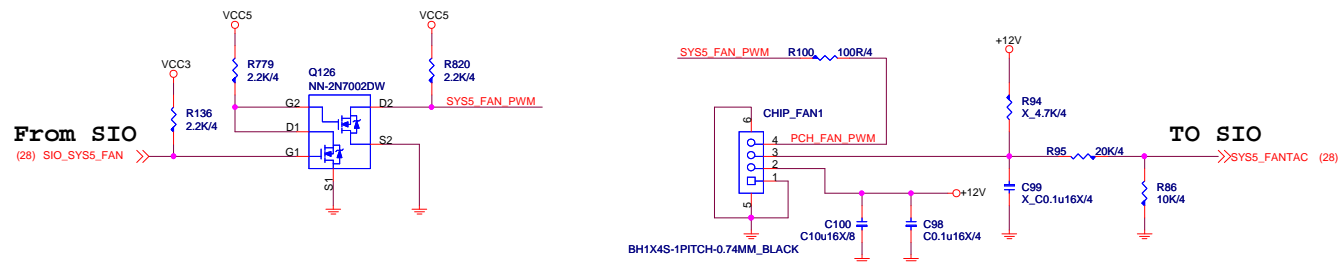 VCC5
VCC5
VCC3
R779
2.2K/4
Q126
NN-2N7002DW
R820
2.2K/4
R136
2.2K/4
G2
D2
SYS5_FAN_PWM
D1
S2
G1
S1
From SIO
(28) SIO_SYS5_FAN
SYS5_FAN_PWM
R100
100R/4
+12V
CHIP_FAN1
R94
X_4.7K/4
6
4
PCH_FAN_PWM
3
2
1
5
R95
20K/4
TO SIO
SYS5_FANTAC (28)
+12V
C99
X_C0.1u16X/4
R86
10K/4
C100
C10u16X/8
C98
C0.1u16X/4
BH1X4S-1PITCH-0.74MM_BLACK